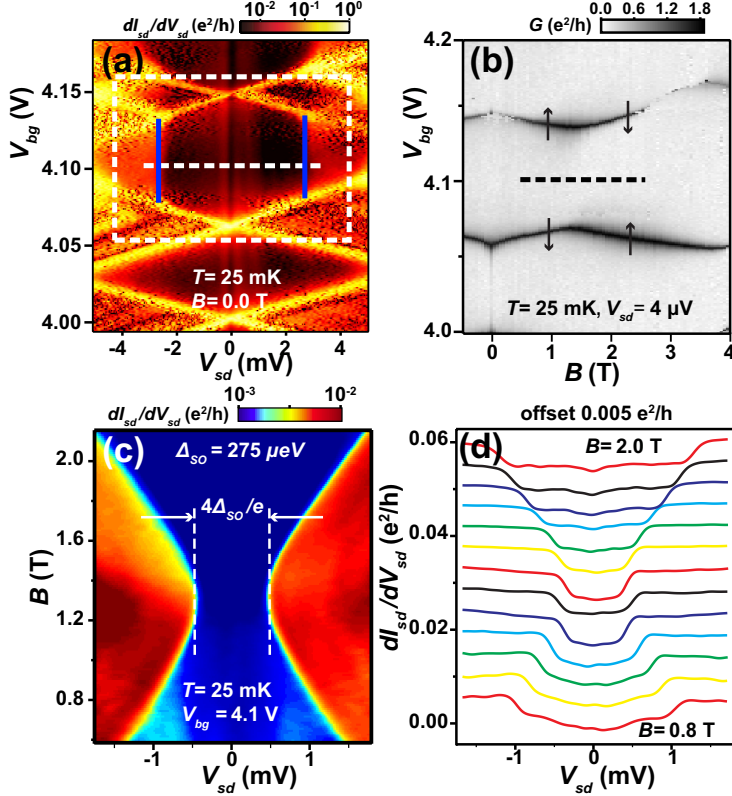 dI_sd/dV_sd (e²/h)
10⁻² 10⁻¹ 10⁰
(a)
V_bg (V)
4.15
4.10
4.05
4.00
T= 25 mK
B= 0.0 T
-4 -2 0 2 4
V_sd (mV)
G (e²/h)
0.0 0.6 1.2 1.8
(b)
V_bg (V)
4.2
4.1
4.0
T= 25 mK, V_sd= 4 μV
0 1 2 3 4
B (T)
dI_sd/dV_sd (e²/h)
10⁻³ 10⁻²
(c)
Δ_SO = 275 μeV
4Δ_SO/e
B (T)
2.0
1.6
1.2
0.8
T= 25 mK
V_bg = 4.1 V
-1 0 1
V_sd (mV)
offset 0.005 e²/h
(d)
B= 2.0 T
dI_sd/dV_sd (e²/h)
0.06
0.04
0.02
0.00
B= 0.8 T
-1 0 1
V_sd (mV)